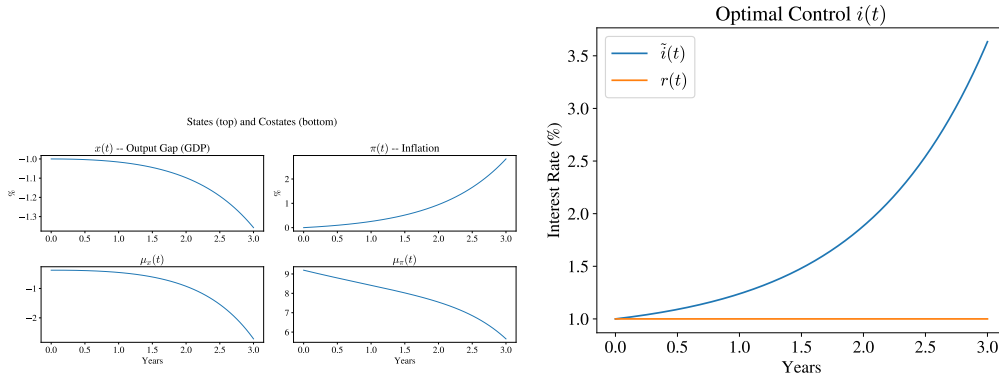 States (top) and Costates (bottom)
x(t) -- Output Gap (GDP)
−1.0
−1.1
−1.2
−1.3
%
0.0 0.5 1.0 1.5 2.0 2.5 3.0
π(t) -- Inflation
2
1
0
%
0.0 0.5 1.0 1.5 2.0 2.5 3.0
μx(t)
−1
−2
0.0 0.5 1.0 1.5 2.0 2.5 3.0
Years
μπ(t)
9
8
7
6
0.0 0.5 1.0 1.5 2.0 2.5 3.0
Years
Optimal Control i(t)
ĩ(t)
r(t)
3.5
3.0
2.5
2.0
1.5
1.0
Interest Rate (%)
0.0 0.5 1.0 1.5 2.0 2.5 3.0
Years